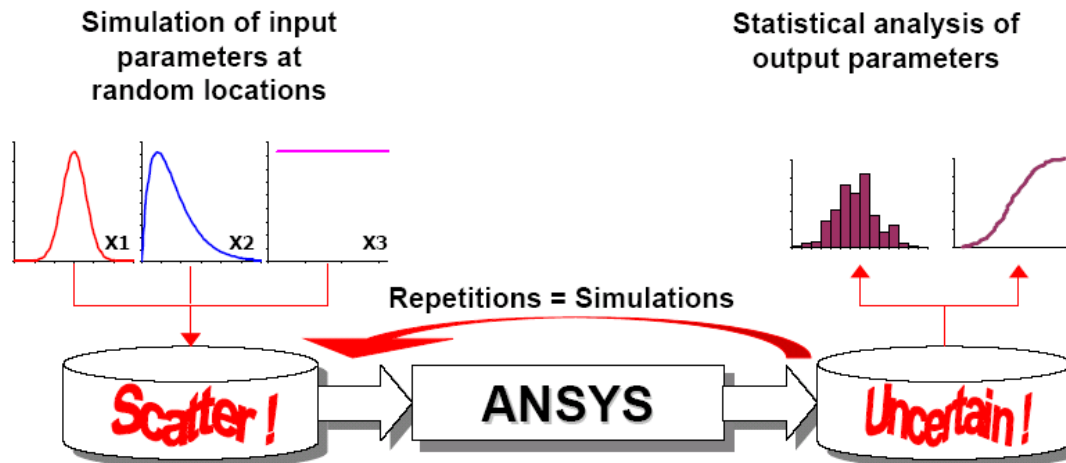 Simulation of input
parameters at
random locations
Statistical analysis of
output parameters
X1
X2
X3
Repetitions = Simulations
Scatter !
ANSYS
Uncertain !